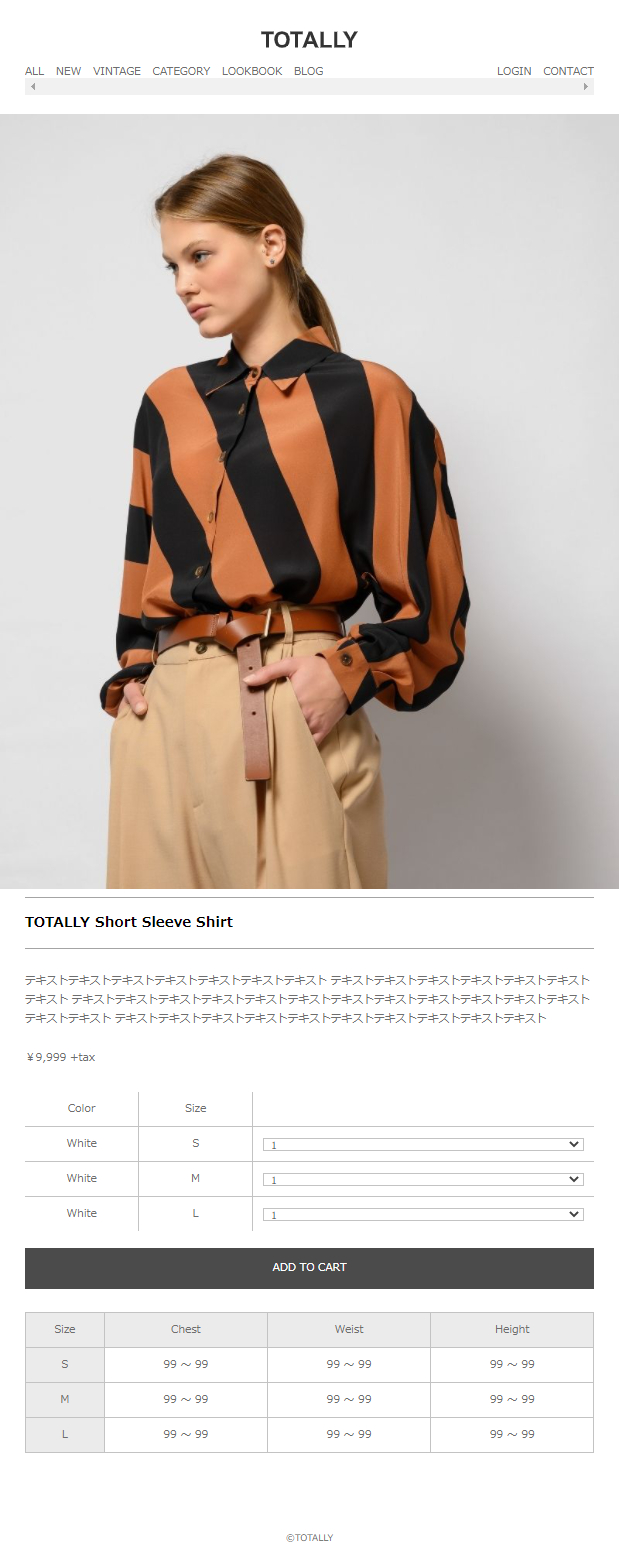 TOTALLY
ALL NEW VINTAGE CATEGORY LOOKBOOK BLOG LOGIN CONTACT
TOTALLY Short Sleeve Shirt
テキストテキストテキストテキストテキストテキストテキスト テキストテキストテキストテキストテキストテキスト
テキスト テキストテキストテキストテキストテキストテキストテキストテキストテキストテキストテキストテキスト
テキストテキスト テキストテキストテキストテキストテキストテキストテキストテキストテキストテキスト
¥9,999 +tax
Color Size
White S 1
White M 1
White L 1
ADD TO CART
Size Chest Weist Height
S 99 ～ 99 99 ～ 99 99 ～ 99
M 99 ～ 99 99 ～ 99 99 ～ 99
L 99 ～ 99 99 ～ 99 99 ～ 99
©TOTALLY